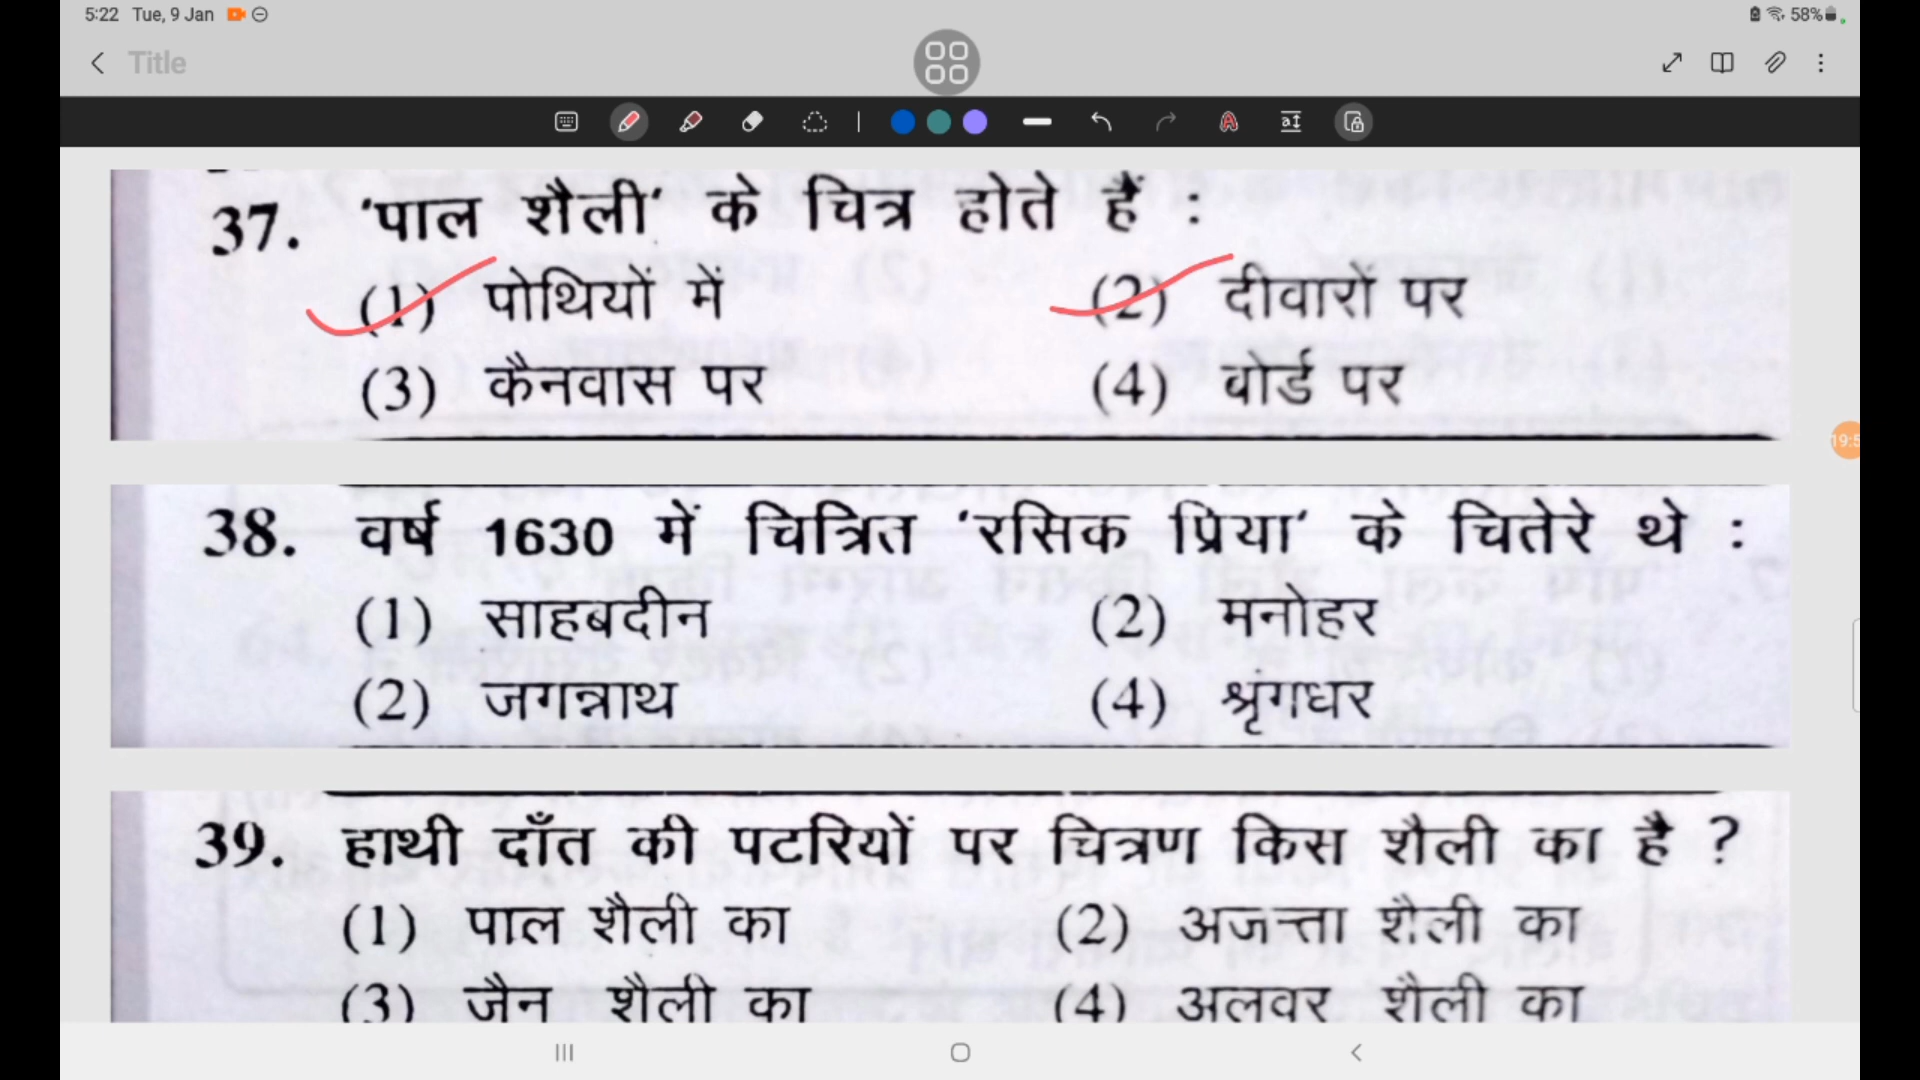 5:22 Tue, 9 Jan 58%
Title
37. 'पाल शैली' के चित्र होते हैं :
(1) पोथियों में (2) दीवारों पर
(3) कैनवास पर (4) बोर्ड पर
38. वर्ष 1630 में चित्रित 'रसिक प्रिया' के चितेरे थे :
(1) साहबदीन (2) मनोहर
(2) जगन्नाथ (4) श्रृंगधर
39. हाथी दाँत की पटरियों पर चित्रण किस शैली का है ?
(1) पाल शैली का (2) अजन्ता शैली का
(3) जैन शैली का (4) अलवर शैली का